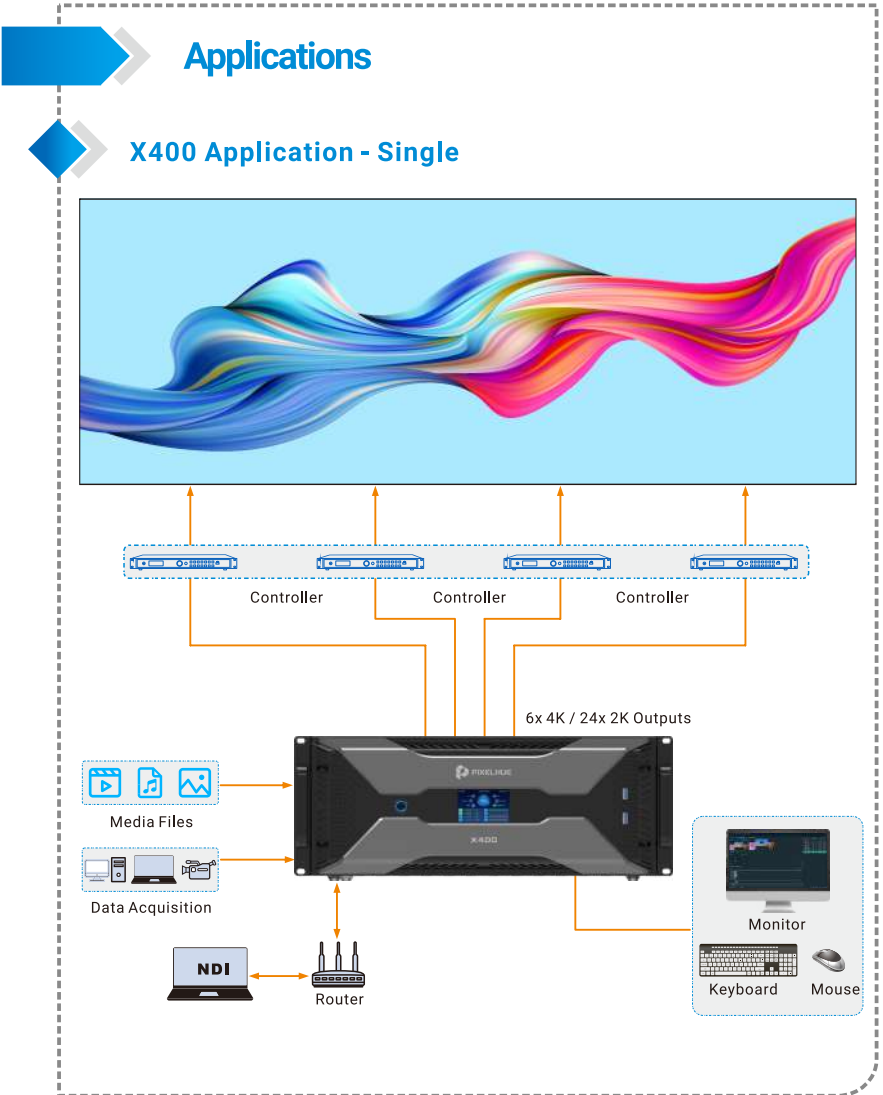 Applications
X400 Application - Single
Controller
Controller
Controller
6x 4K / 24x 2K Outputs
PIXELHUE
X400
Media Files
Data Acquisition
NDI
Router
Monitor
Keyboard
Mouse